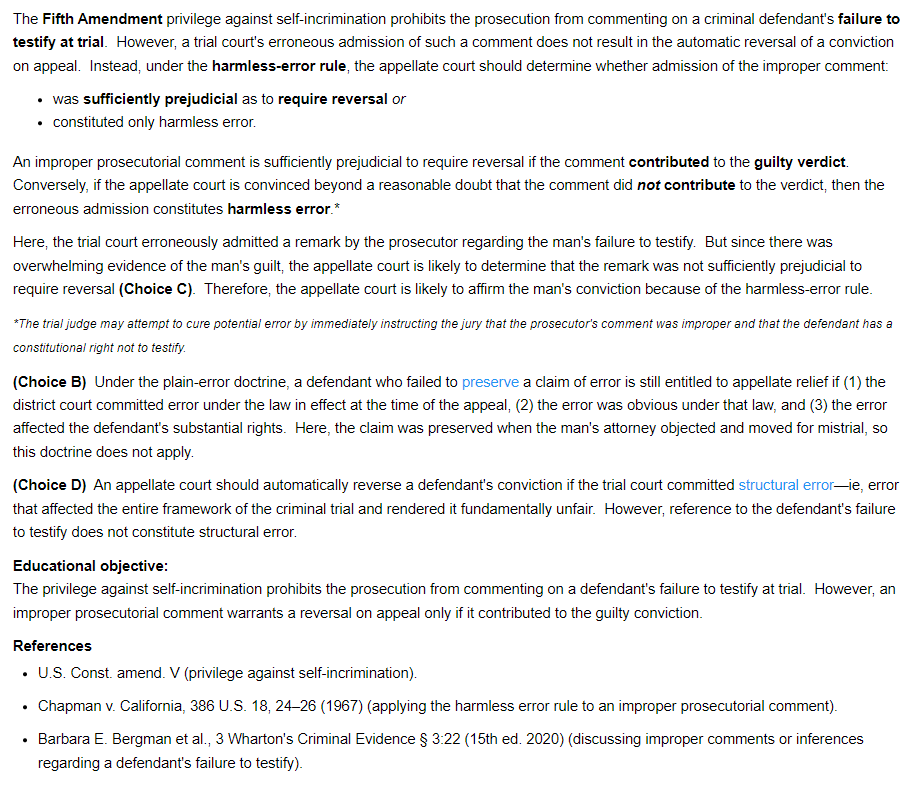 The Fifth Amendment privilege against self-incrimination prohibits the prosecution from commenting on a criminal defendant's failure to
testify at trial. However, a trial court's erroneous admission of such a comment does not result in the automatic reversal of a conviction
on appeal. Instead, under the harmless-error rule, the appellate court should determine whether admission of the improper comment:
• was sufficiently prejudicial as to require reversal or
• constituted only harmless error.
An improper prosecutorial comment is sufficiently prejudicial to require reversal if the comment contributed to the guilty verdict.
Conversely, if the appellate court is convinced beyond a reasonable doubt that the comment did not contribute to the verdict, then the
erroneous admission constitutes harmless error.*
Here, the trial court erroneously admitted a remark by the prosecutor regarding the man's failure to testify. But since there was
overwhelming evidence of the man's guilt, the appellate court is likely to determine that the remark was not sufficiently prejudicial to
require reversal (Choice C). Therefore, the appellate court is likely to affirm the man's conviction because of the harmless-error rule.
*The trial judge may attempt to cure potential error by immediately instructing the jury that the prosecutor's comment was improper and that the defendant has a
constitutional right not to testify.
(Choice B) Under the plain-error doctrine, a defendant who failed to preserve a claim of error is still entitled to appellate relief if (1) the
district court committed error under the law in effect at the time of the appeal, (2) the error was obvious under that law, and (3) the error
affected the defendant's substantial rights. Here, the claim was preserved when the man's attorney objected and moved for mistrial, so
this doctrine does not apply.
(Choice D) An appellate court should automatically reverse a defendant's conviction if the trial court committed structural error—ie, error
that affected the entire framework of the criminal trial and rendered it fundamentally unfair. However, reference to the defendant's failure
to testify does not constitute structural error.
Educational objective:
The privilege against self-incrimination prohibits the prosecution from commenting on a defendant's failure to testify at trial. However, an
improper prosecutorial comment warrants a reversal on appeal only if it contributed to the guilty conviction.
References
• U.S. Const. amend. V (privilege against self-incrimination).
• Chapman v. California, 386 U.S. 18, 24–26 (1967) (applying the harmless error rule to an improper prosecutorial comment).
• Barbara E. Bergman et al., 3 Wharton's Criminal Evidence § 3:22 (15th ed. 2020) (discussing improper comments or inferences
regarding a defendant's failure to testify).